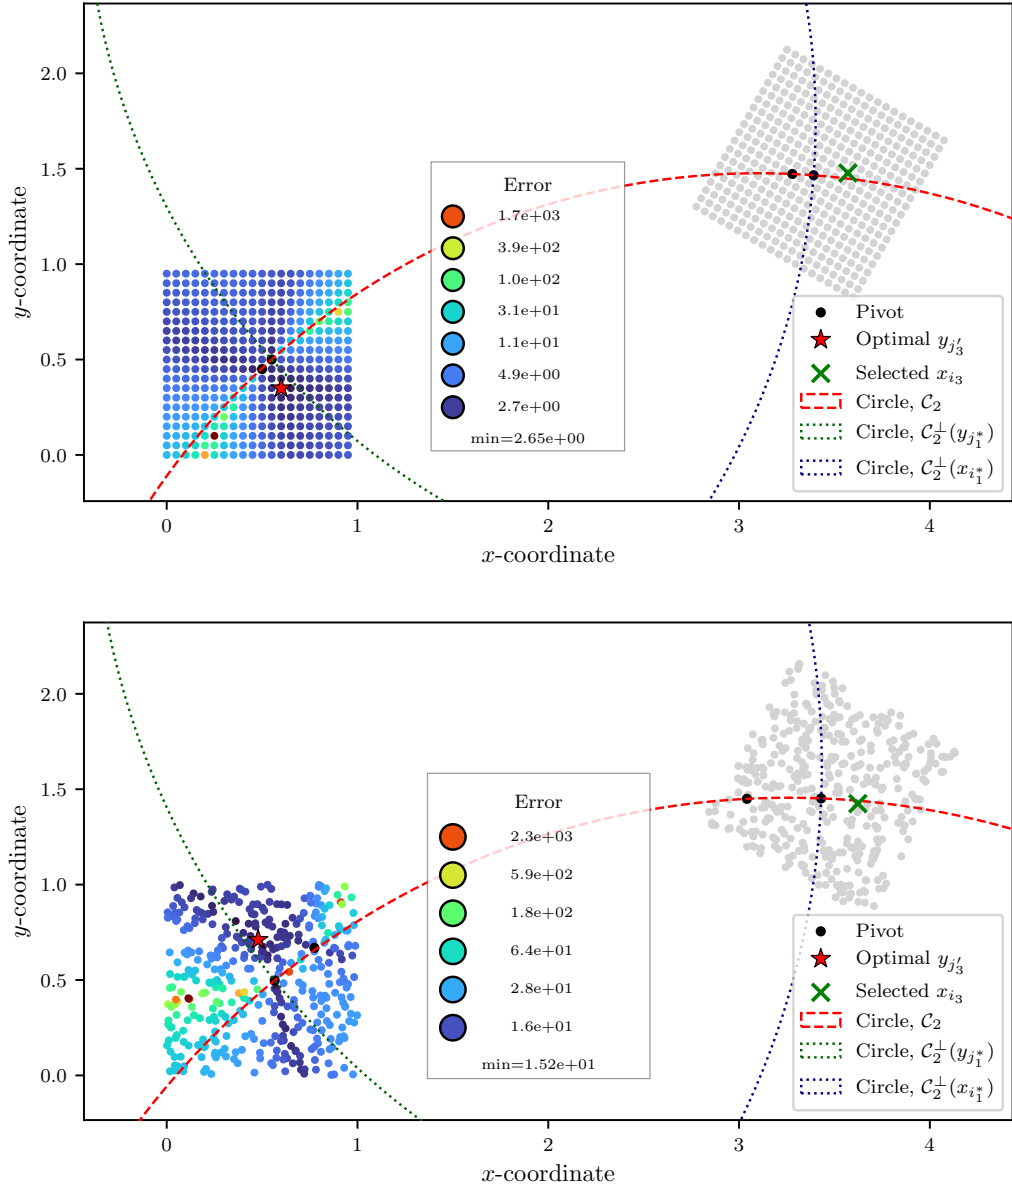 2.0
1.5
1.0
0.5
0.0
y-coordinate
Error
1.7e+03
3.9e+02
1.0e+02
3.1e+01
1.1e+01
4.9e+00
2.7e+00
min=2.65e+00
Pivot
Optimal y_{j'_3}
Selected x_{i_3}
Circle, C_2
Circle, C_2^⊥(y_{j_1^*})
Circle, C_2^⊥(x_{i_1^*})
0 1 2 3 4
x-coordinate
2.0
1.5
1.0
0.5
0.0
y-coordinate
Error
2.3e+03
5.9e+02
1.8e+02
6.4e+01
2.8e+01
1.6e+01
min=1.52e+01
Pivot
Optimal y_{j'_3}
Selected x_{i_3}
Circle, C_2
Circle, C_2^⊥(y_{j_1^*})
Circle, C_2^⊥(x_{i_1^*})
0 1 2 3 4
x-coordinate